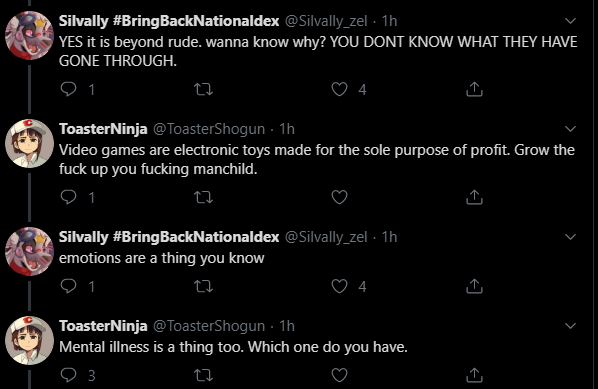 Silvally #BringBackNationaldex @Silvally_zel · 1h
YES it is beyond rude. wanna know why? YOU DONT KNOW WHAT THEY HAVE
GONE THROUGH.
1 4
ToasterNinja @ToasterShogun · 1h
Video games are electronic toys made for the sole purpose of profit. Grow the
fuck up you fucking manchild.
1
Silvally #BringBackNationaldex @Silvally_zel · 1h
emotions are a thing you know
1 4
ToasterNinja @ToasterShogun · 1h
Mental illness is a thing too. Which one do you have.
3